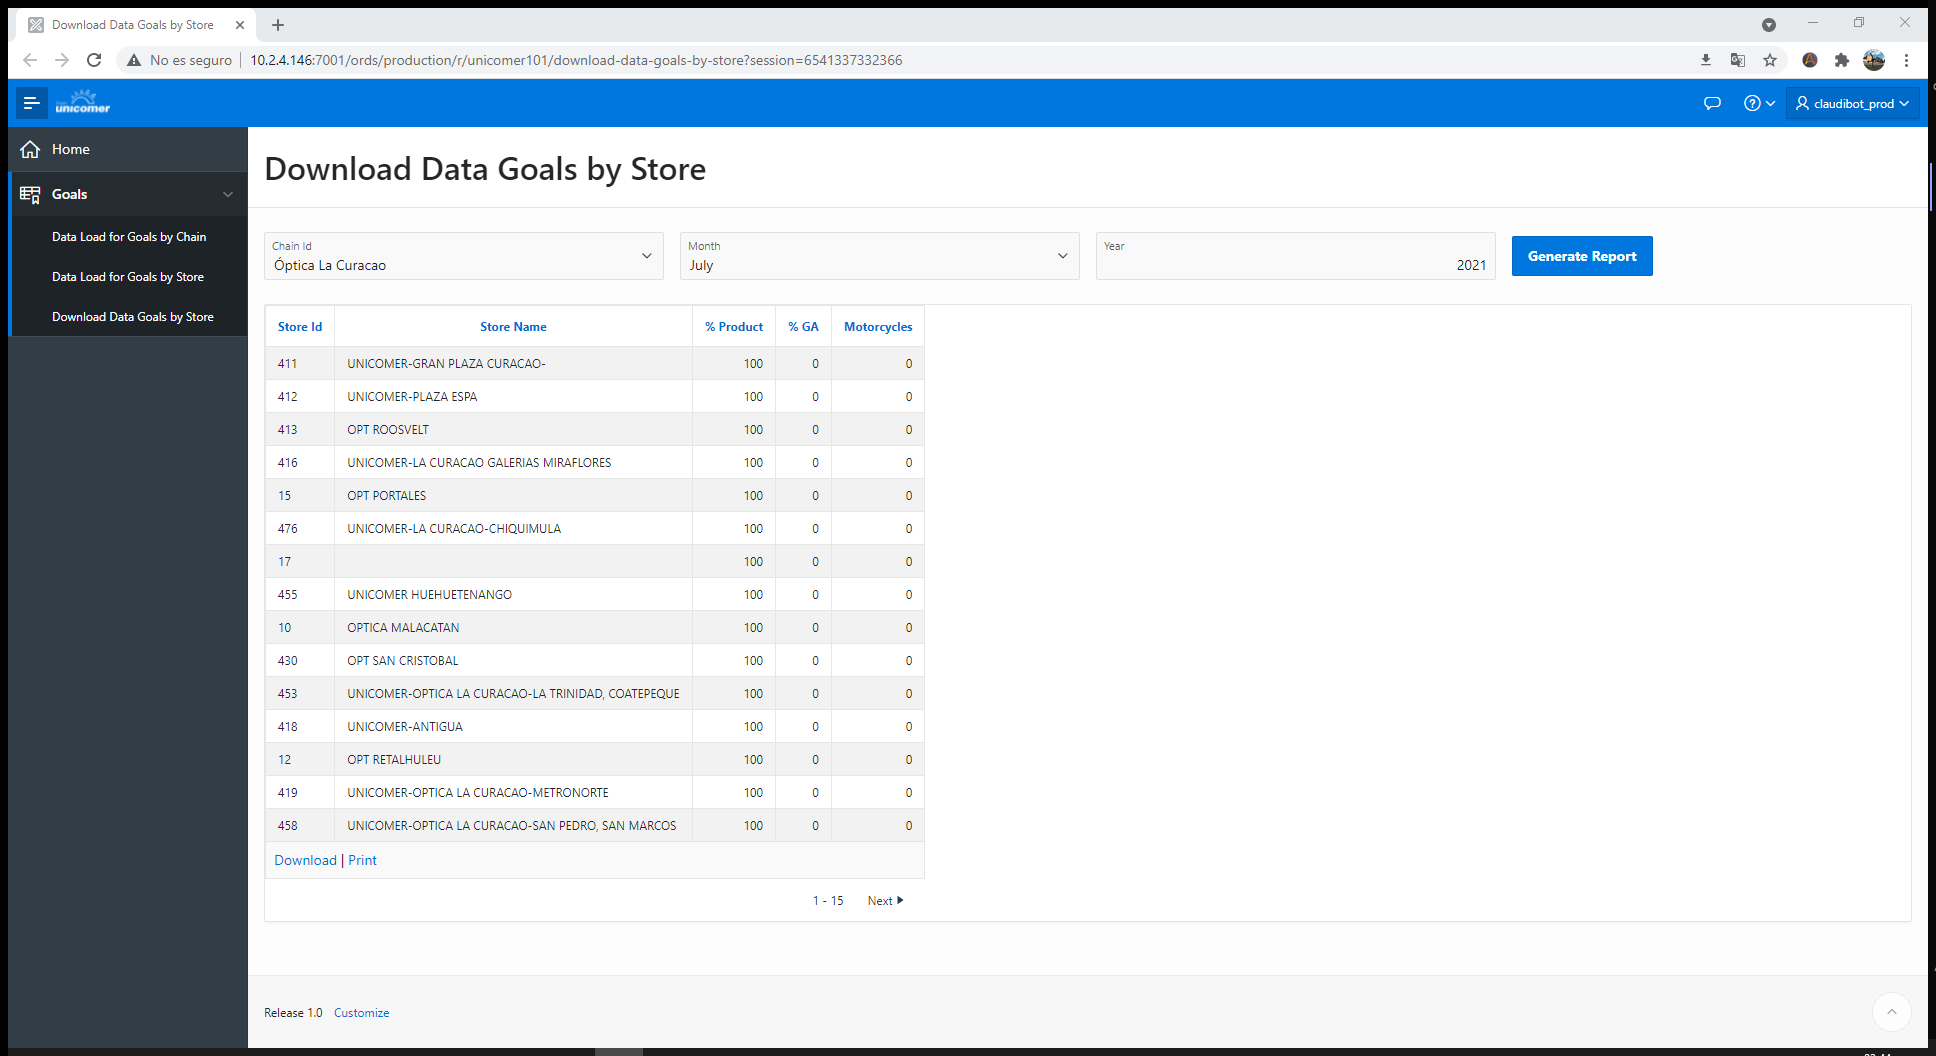 Download Data Goals by Store
No es seguro | 10.2.4.146:7001/ords/production/r/unicomer101/download-data-goals-by-store?session=6541337332366
unicomer
claudibot_prod
Home
Goals
Data Load for Goals by Chain
Data Load for Goals by Store
Download Data Goals by Store
Download Data Goals by Store
Chain Id
Óptica La Curacao
Month
July
Year
2021
Generate Report
Store Id Store Name % Product % GA Motorcycles
411 UNICOMER-GRAN PLAZA CURACAO- 100 0 0
412 UNICOMER-PLAZA ESPA 100 0 0
413 OPT ROOSVELT 100 0 0
416 UNICOMER-LA CURACAO GALERIAS MIRAFLORES 100 0 0
15 OPT PORTALES 100 0 0
476 UNICOMER-LA CURACAO-CHIQUIMULA 100 0 0
17 100 0 0
455 UNICOMER HUEHUETENANGO 100 0 0
10 OPTICA MALACATAN 100 0 0
430 OPT SAN CRISTOBAL 100 0 0
453 UNICOMER-OPTICA LA CURACAO-LA TRINIDAD, COATEPEQUE 100 0 0
418 UNICOMER-ANTIGUA 100 0 0
12 OPT RETALHULEU 100 0 0
419 UNICOMER-OPTICA LA CURACAO-METRONORTE 100 0 0
458 UNICOMER-OPTICA LA CURACAO-SAN PEDRO, SAN MARCOS 100 0 0
Download | Print
1 - 15 Next
Release 1.0 Customize